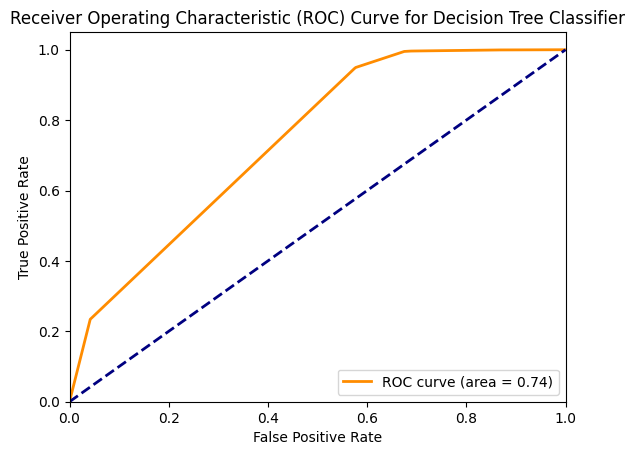 Receiver Operating Characteristic (ROC) Curve for Decision Tree Classifier
1.0
0.8
0.6
0.4
0.2
0.0
True Positive Rate
ROC curve (area = 0.74)
0.0 0.2 0.4 0.6 0.8 1.0
False Positive Rate